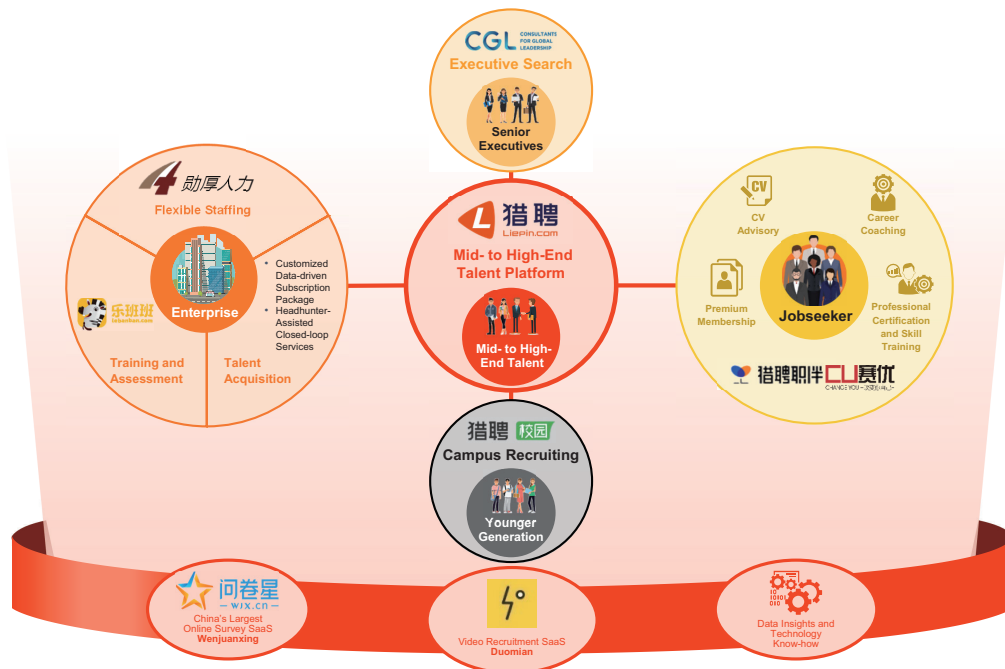 CGL CONSULTANTS
FOR GLOBAL
LEADERSHIP
Executive Search
Senior
Executives
勋厚人力
Flexible Staffing
Enterprise
• Customized
Data-driven
Subscription
Package
• Headhunter-
Assisted
Closed-loop
Services
乐班班
Training and
Assessment
Talent
Acquisition
猎聘
Liepin.com
Mid- to High-End
Talent Platform
Mid- to High-
End Talent
CV
CV
Advisory
Career
Coaching
Jobseeker
Premium
Membership
Professional
Certification
and Skill
Training
猎聘职伴 CU赛优
猎聘 校园
Campus Recruiting
Younger
Generation
问卷星
WJX.cn
China's Largest
Online Survey SaaS
Wenjuanxing
Video Recruitment SaaS
Duomian
Data Insights and
Technology
Know-how